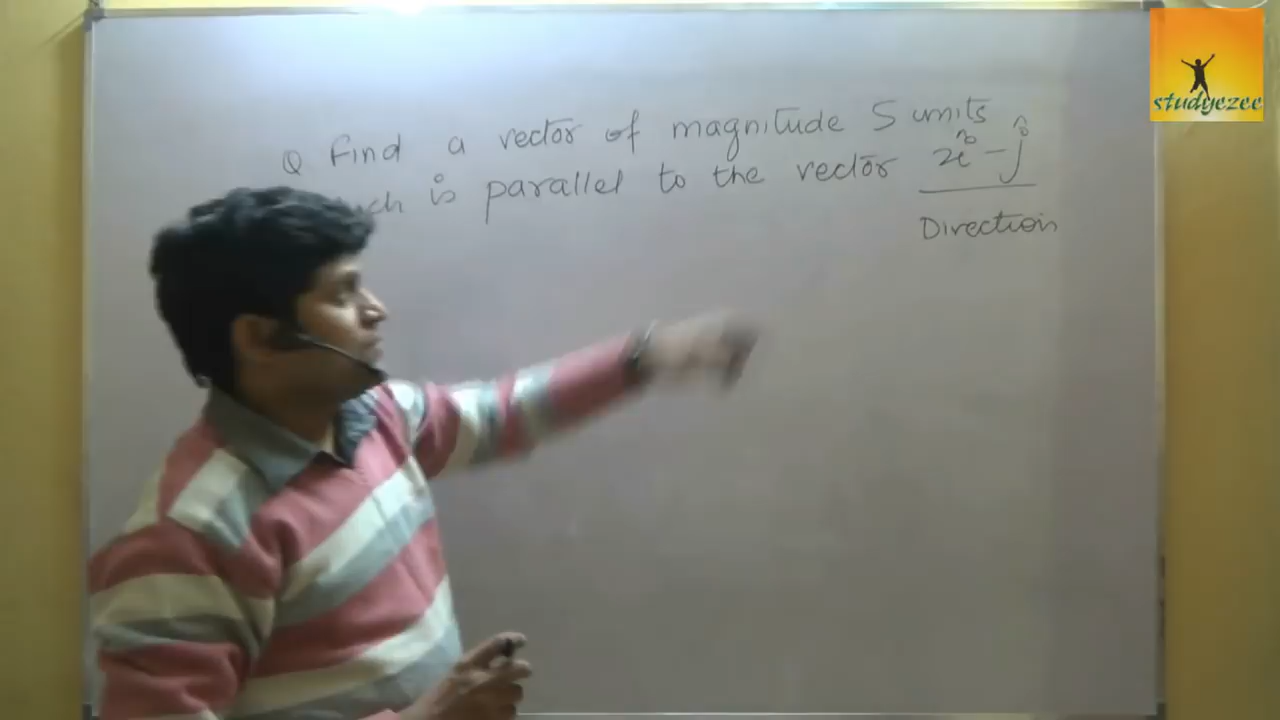 Q Find a vector of magnitude 5 units
is parallel to the vector 2î - ĵ
Direction
studyezee